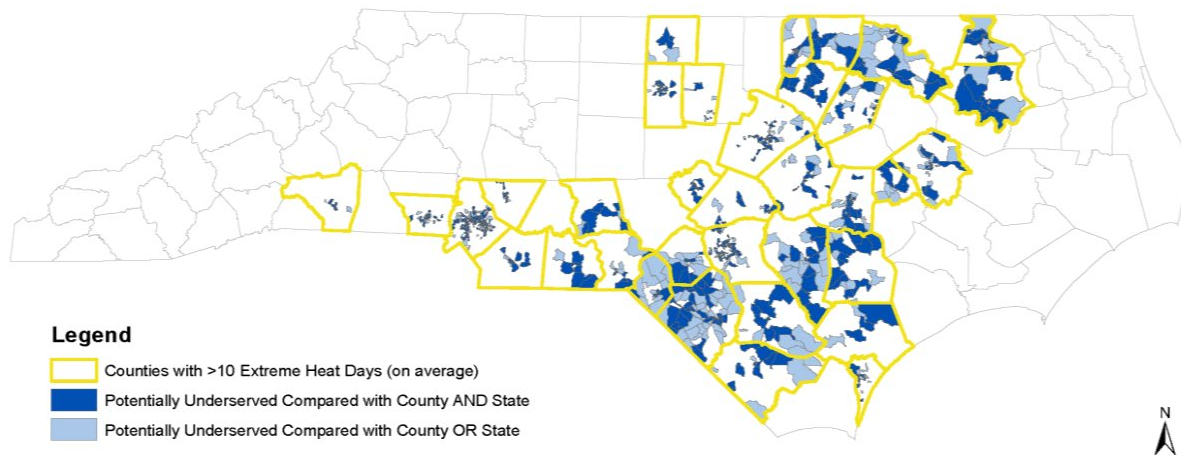 Legend
Counties with >10 Extreme Heat Days (on average)
Potentially Underserved Compared with County AND State
Potentially Underserved Compared with County OR State
N